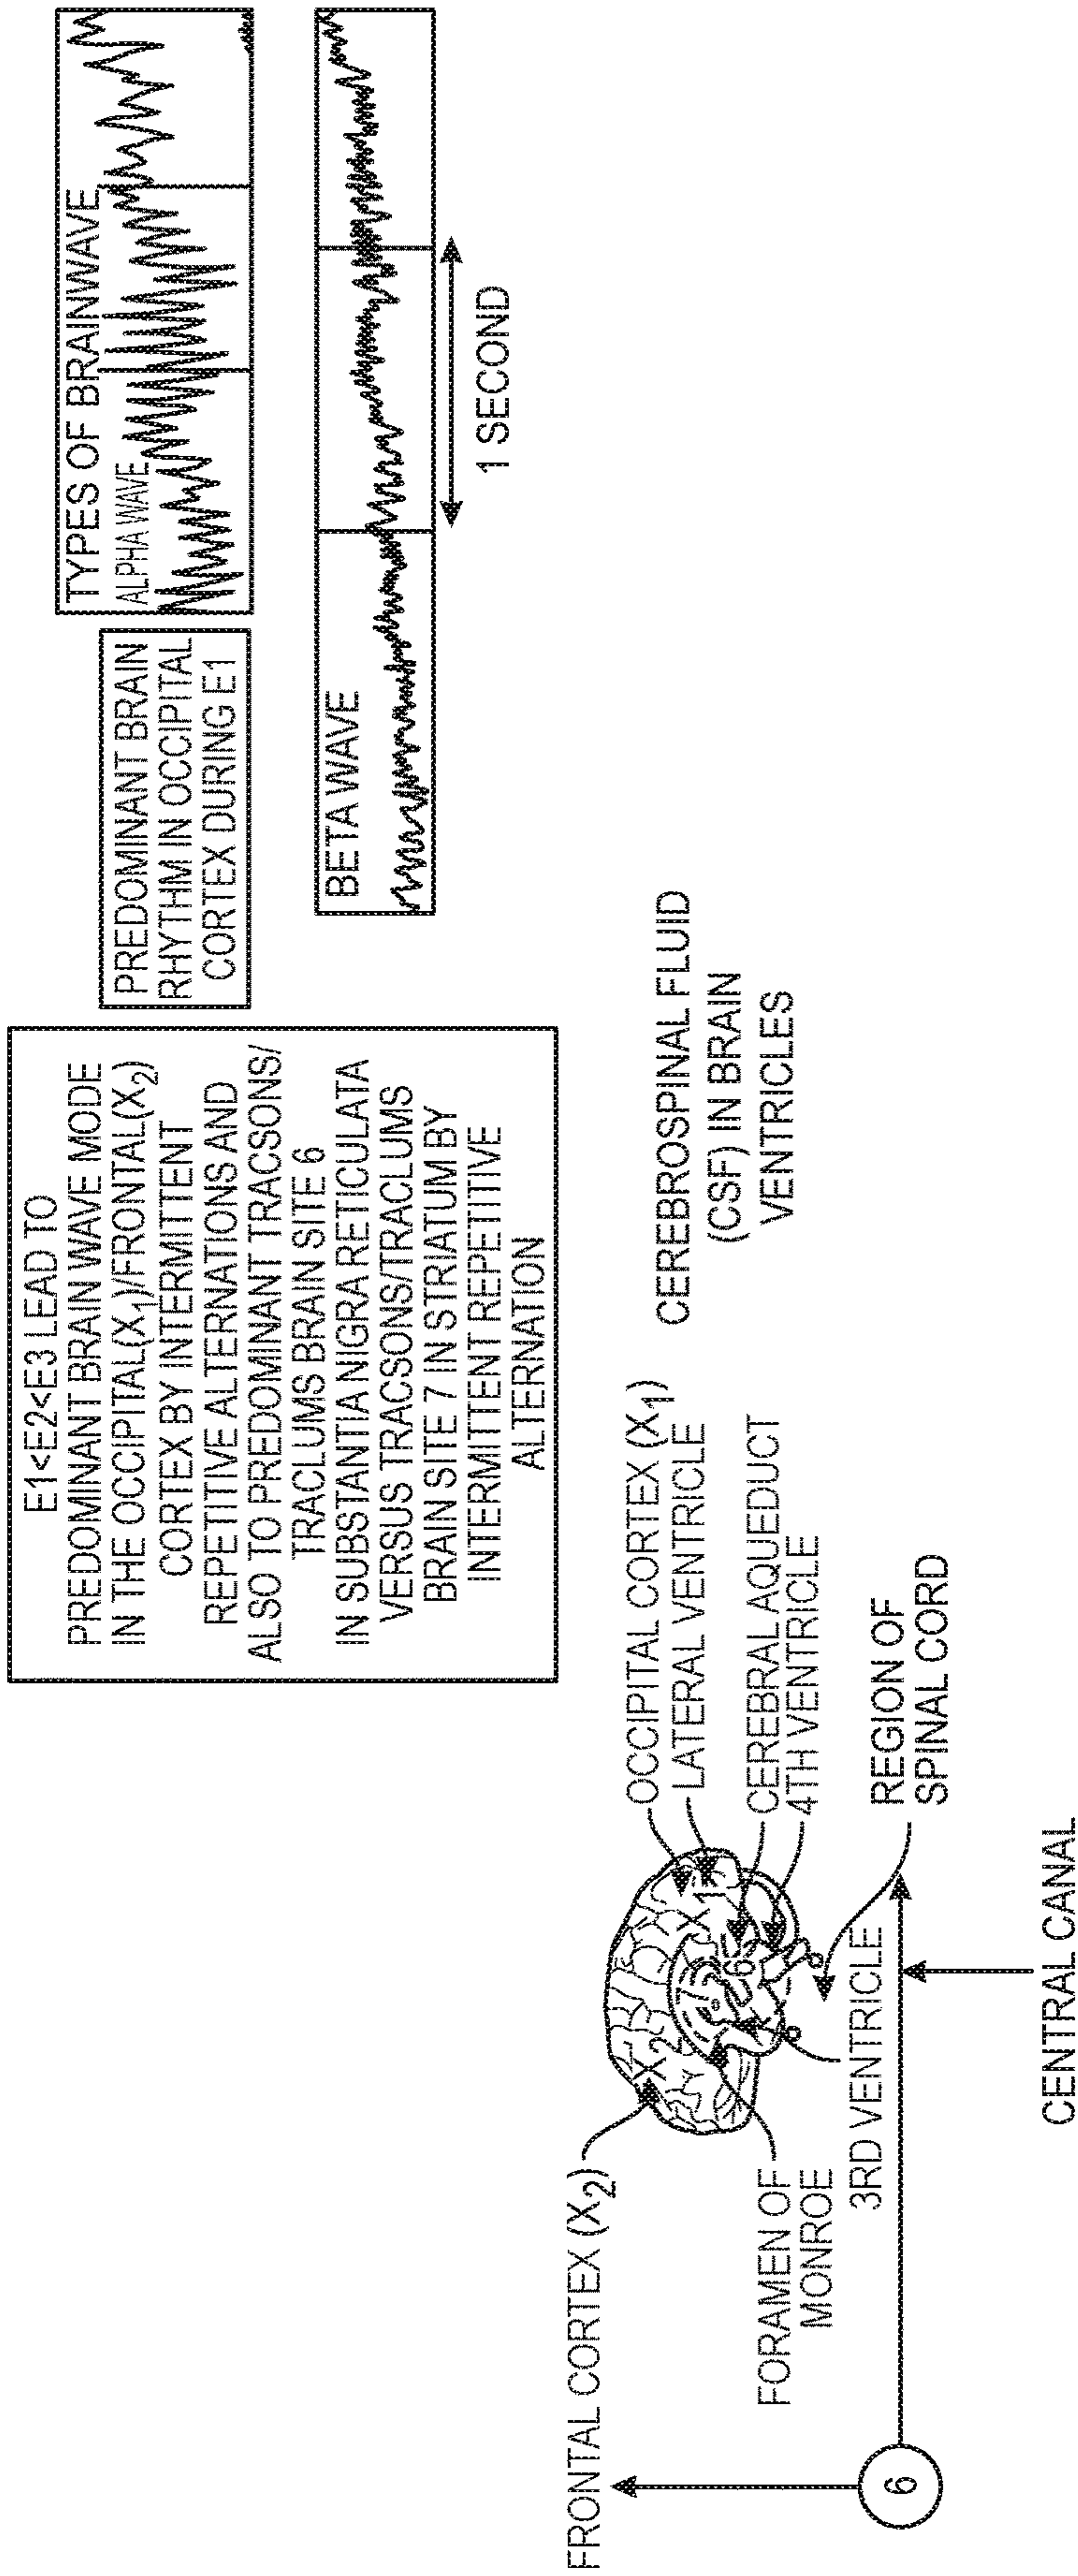 E1<E2<E3 LEAD TO
PREDOMINANT BRAIN WAVE MODE
IN THE OCCIPITAL(X1)/FRONTAL(X2)
CORTEX BY INTERMITTENT
REPETITIVE ALTERNATIONS AND
ALSO TO PREDOMINANT TRACSONS/
TRACLUMS BRAIN SITE 6
IN SUBSTANTIA NIGRA RETICULATA
VERSUS TRACSONS/TRACLUMS
BRAIN SITE 7 IN STRIATUM BY
INTERMITTENT REPETITIVE
ALTERNATION
PREDOMINANT BRAIN
RHYTHM IN OCCIPITAL
CORTEX DURING E1
TYPES OF BRAINWAVE
ALPHA WAVE
BETA WAVE
1 SECOND
FRONTAL CORTEX (X2)
X2
X1
7
6
OCCIPITAL CORTEX (X1)
LATERAL VENTRICLE
CEREBRAL AQUEDUCT
4TH VENTRICLE
CEREBROSPINAL FLUID
(CSF) IN BRAIN
VENTRICLES
FORAMEN OF
MONROE
3RD VENTRICLE
REGION OF
SPINAL CORD
6
CENTRAL CANAL